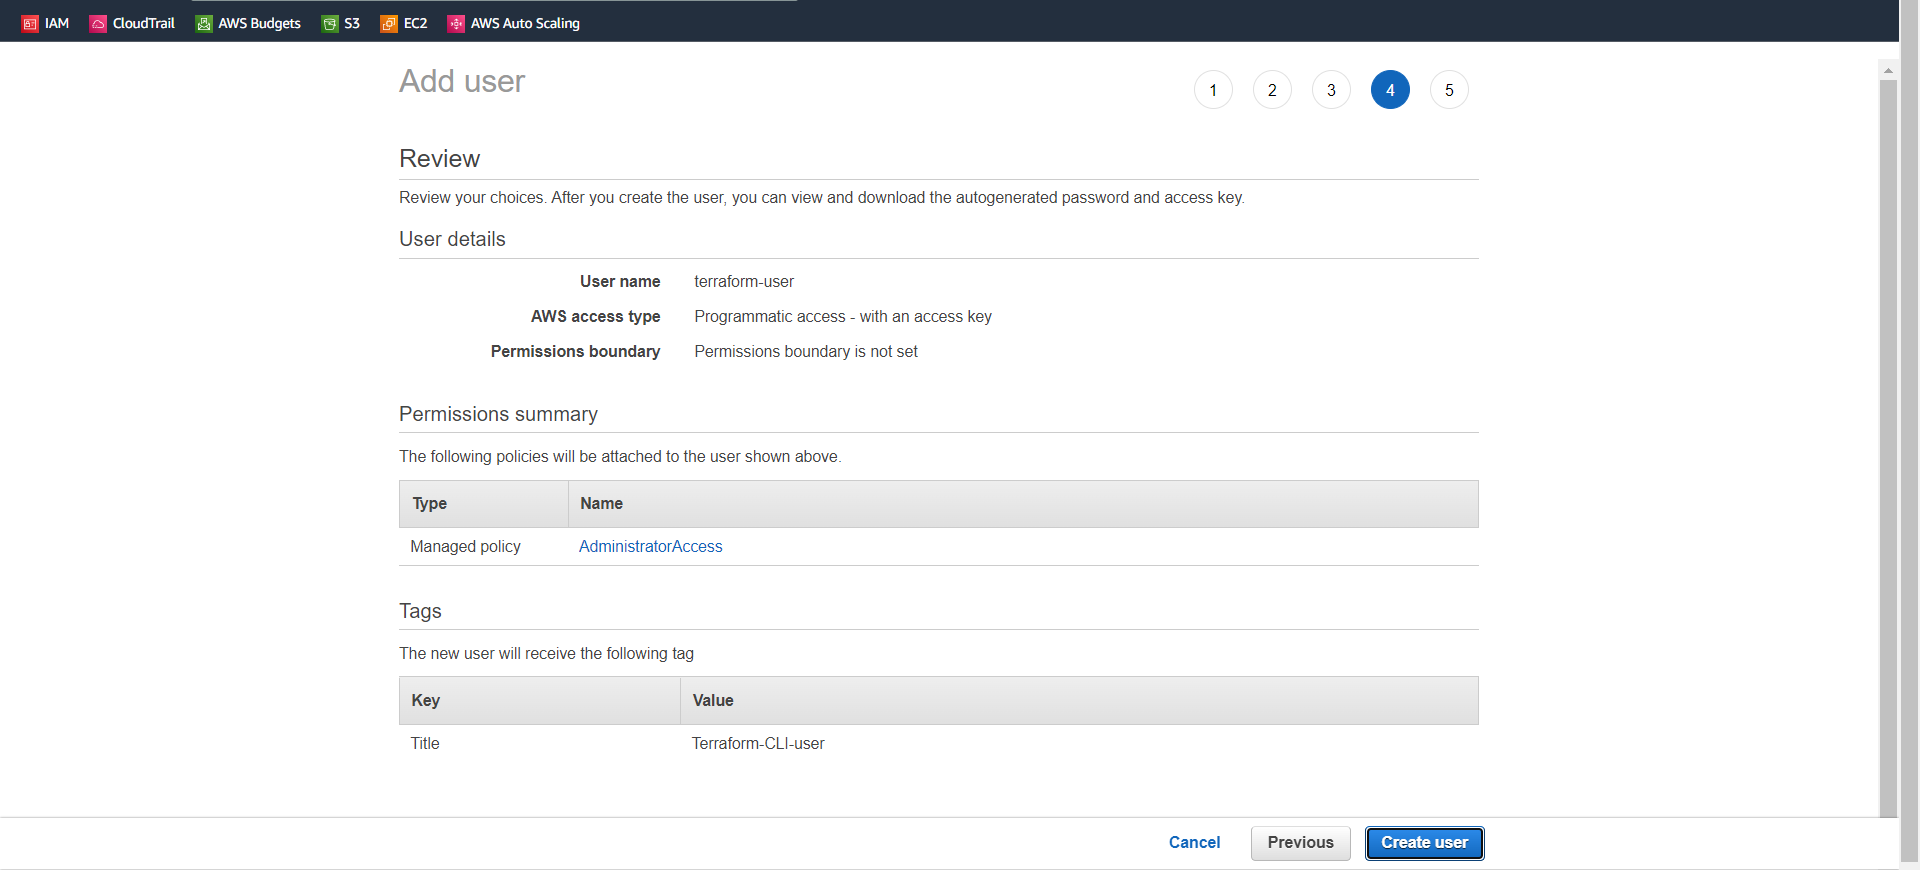 IAM CloudTrail AWS Budgets S3 EC2 AWS Auto Scaling
Add user 1 2 3 4 5
Review
Review your choices. After you create the user, you can view and download the autogenerated password and access key.
User details
User name terraform-user
AWS access type Programmatic access - with an access key
Permissions boundary Permissions boundary is not set
Permissions summary
The following policies will be attached to the user shown above.
Type Name
Managed policy AdministratorAccess
Tags
The new user will receive the following tag
Key Value
Title Terraform-CLI-user
Cancel Previous Create user